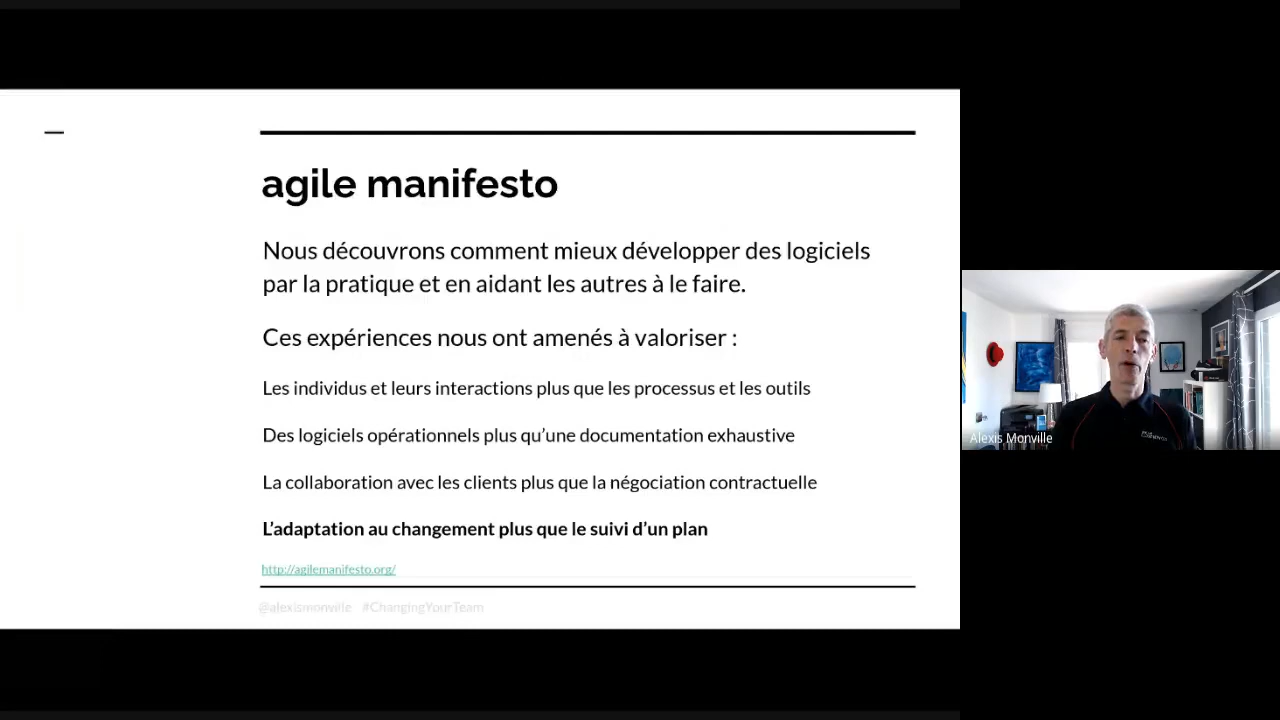 agile manifesto
Nous découvrons comment mieux développer des logiciels
par la pratique et en aidant les autres à le faire.
Ces expériences nous ont amenés à valoriser :
Les individus et leurs interactions plus que les processus et les outils
Des logiciels opérationnels plus qu’une documentation exhaustive
La collaboration avec les clients plus que la négociation contractuelle
L’adaptation au changement plus que le suivi d’un plan
http://agilemanifesto.org/
@alexismonville #ChangingYourTeam
Alexis Monville